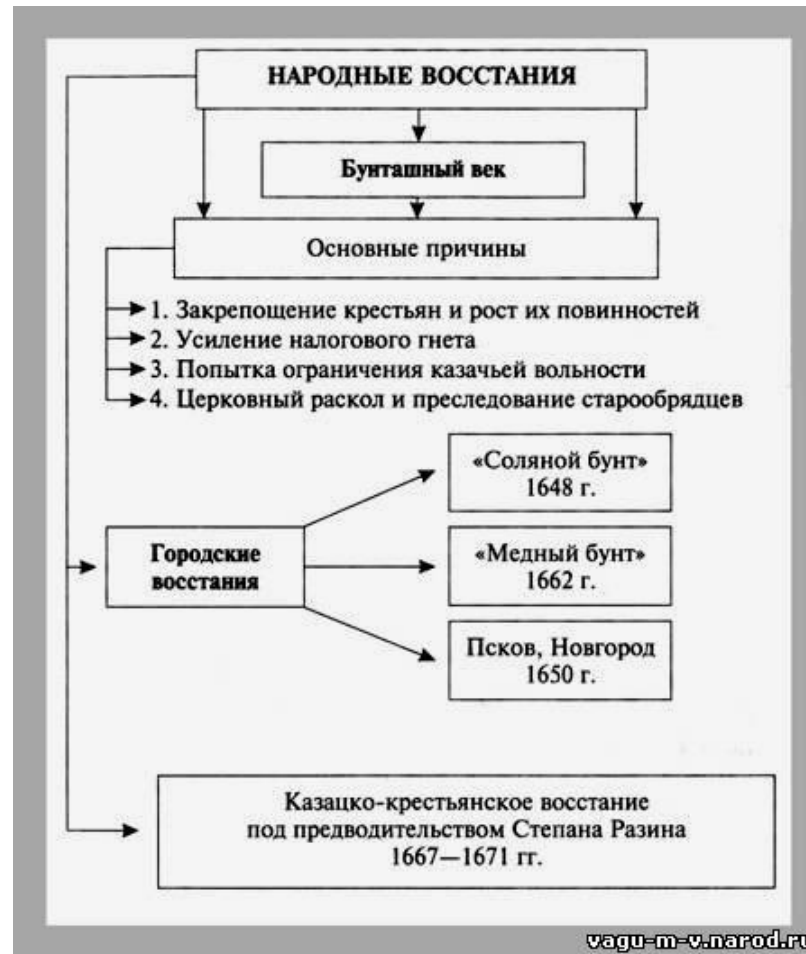 НАРОДНЫЕ ВОССТАНИЯ
Бунташный век
Основные причины
1. Закрепощение крестьян и рост их повинностей
2. Усиление налогового гнета
3. Попытка ограничения казачьей вольности
4. Церковный раскол и преследование старообрядцев
«Соляной бунт»
1648 г.
Городские
восстания
«Медный бунт»
1662 г.
Псков, Новгород
1650 г.
Казацко-крестьянское восстание
под предводительством Степана Разина
1667—1671 гг.
vagu-m-v.narod.ru